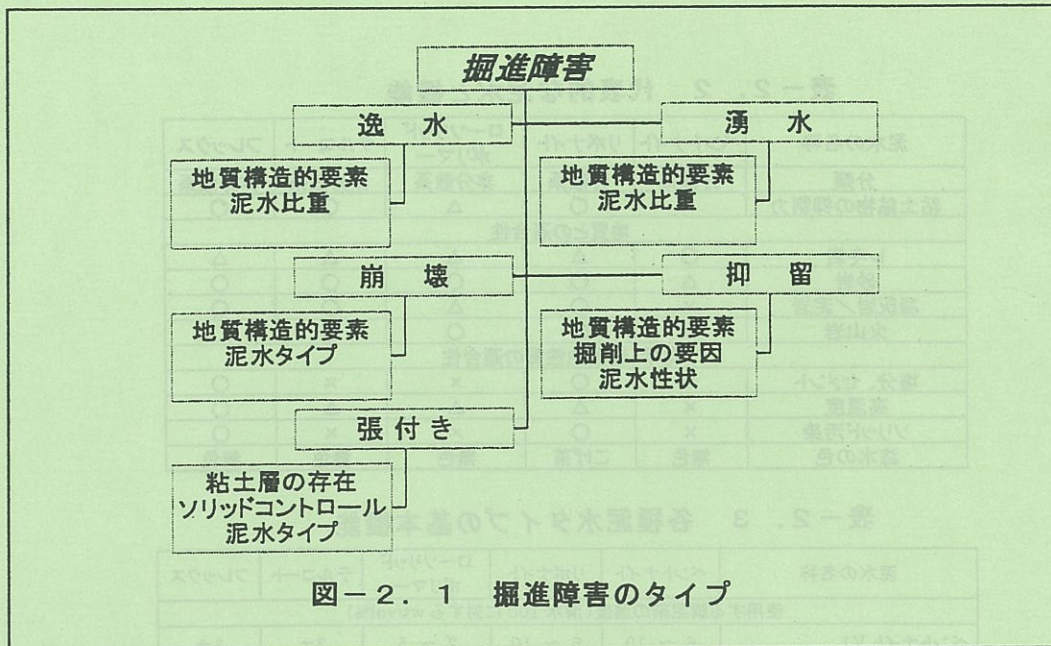 掘進障害
逸　水
湧　水
地質構造的要素
泥水比重
地質構造的要素
泥水比重
崩　壊
抑　留
地質構造的要素
泥水タイプ
地質構造的要素
掘削上の要因
泥水性状
張付き
粘土層の存在
ソリッドコントロール
泥水タイプ
図－２．１　掘進障害のタイプ